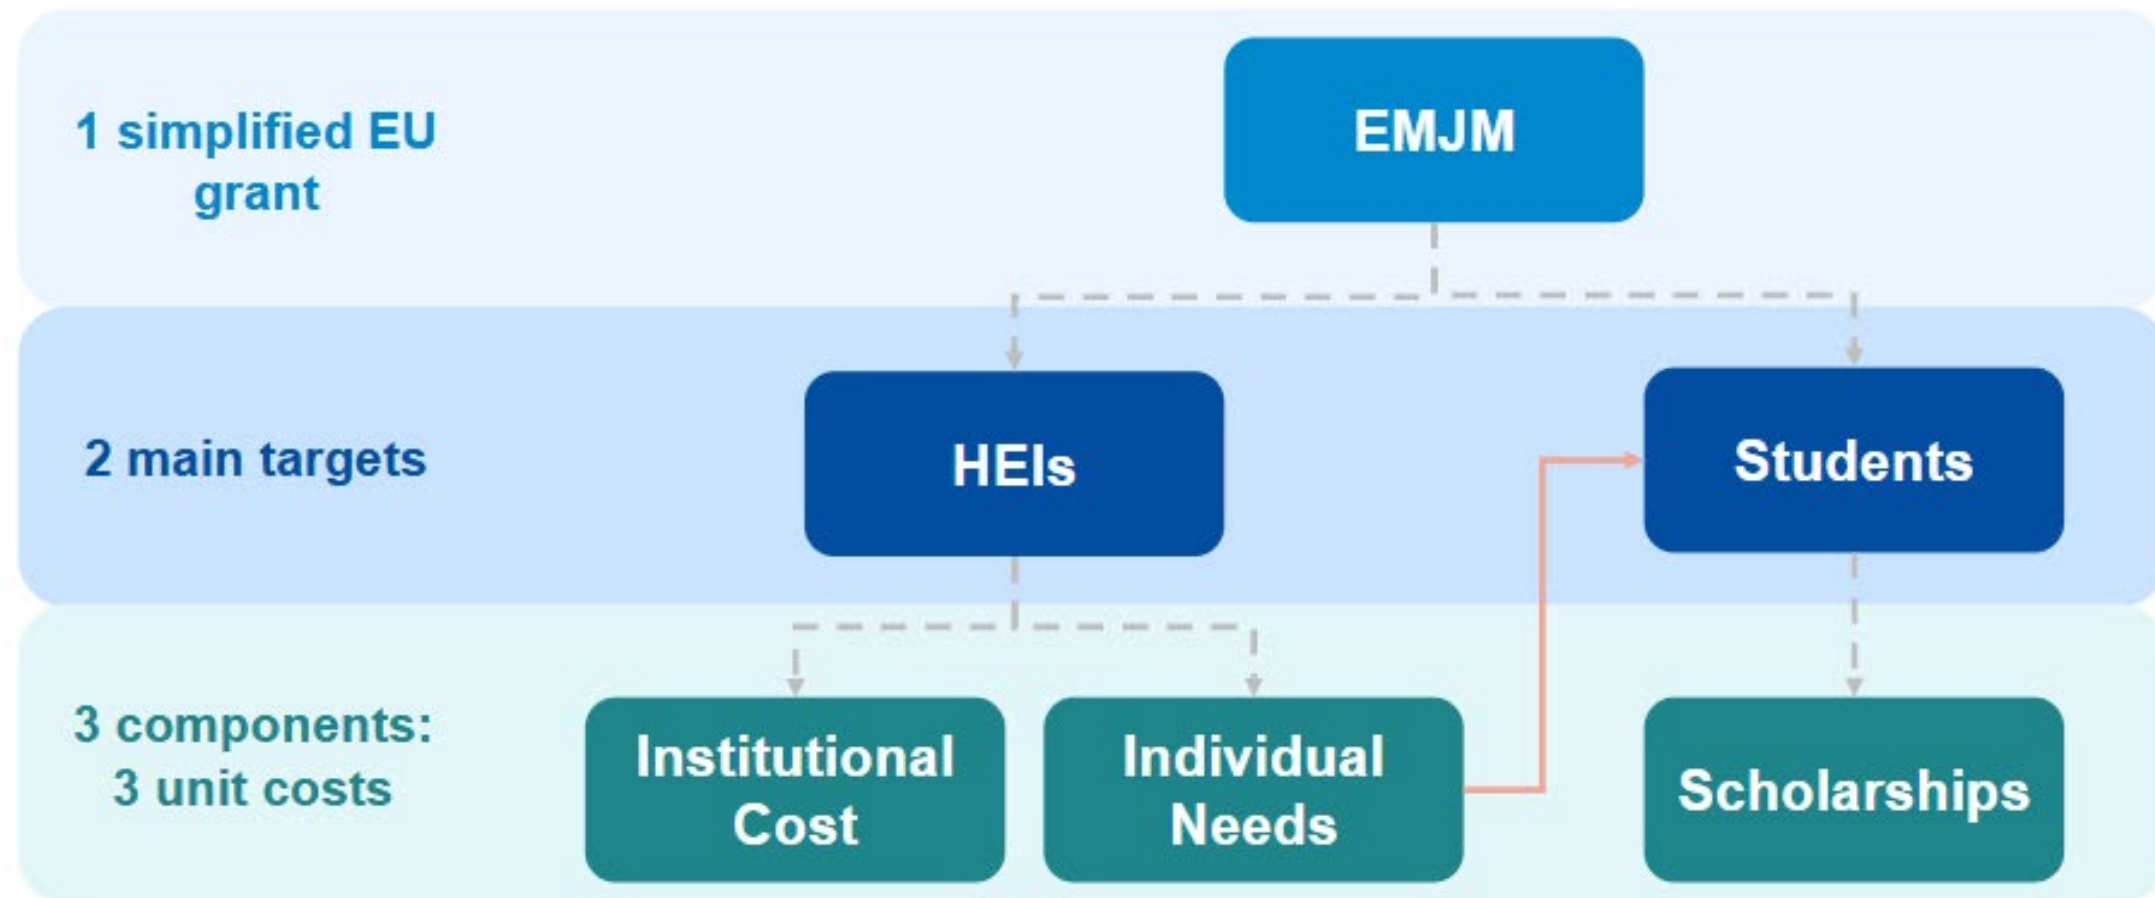 1 simplified EU
grant
EMJM
2 main targets
HEIs
Students
3 components:
3 unit costs
Institutional
Cost
Individual
Needs
Scholarships